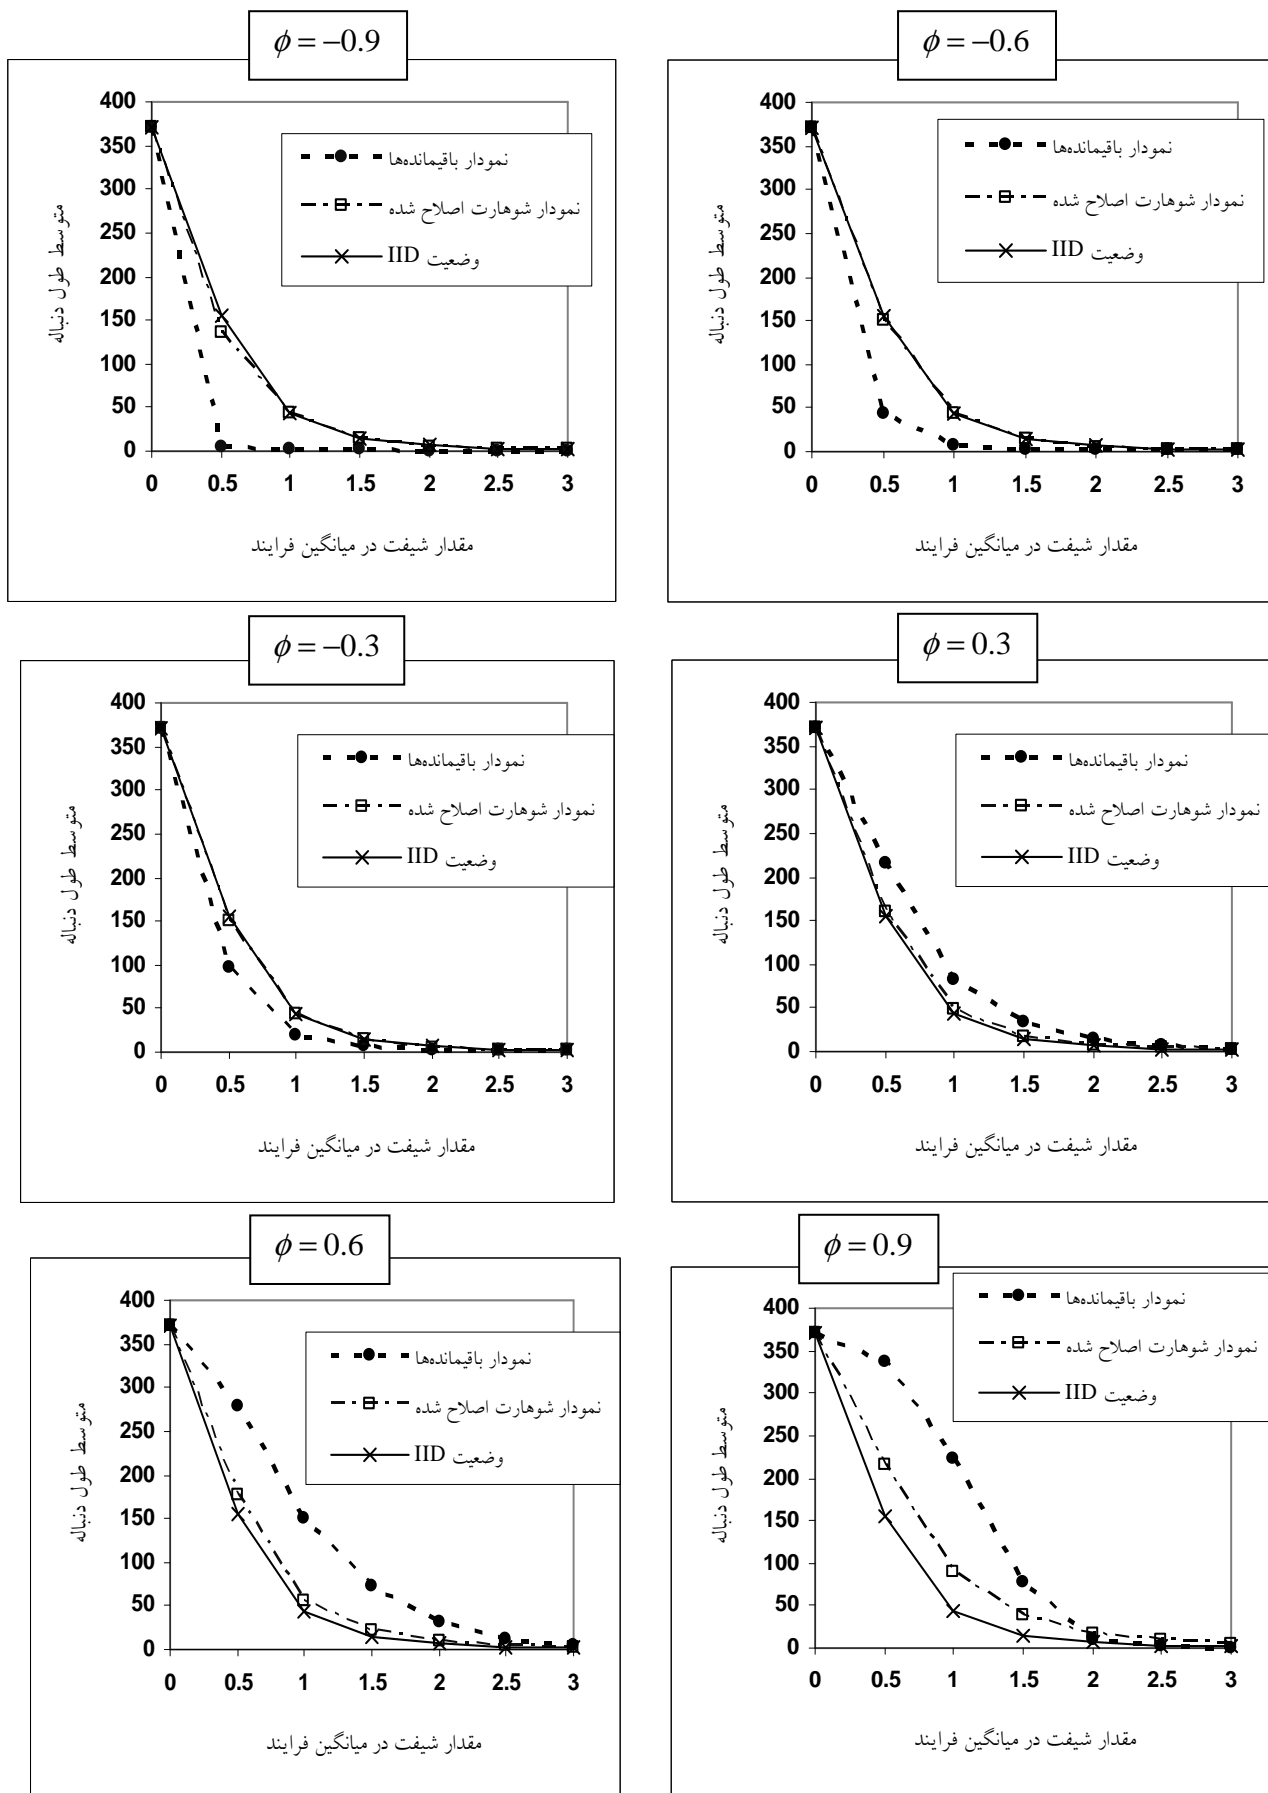 ϕ = −0.9
400
350
300
250
200
150
100
50
0
0 0.5 1 1.5 2 2.5 3
متوسط طول دنباله
نمودار باقیمانده‌ها
نمودار شوهارت اصلاح شده
وضعیت IID
مقدار شیفت در میانگین فرایند
ϕ = −0.6
400
350
300
250
200
150
100
50
0
0 0.5 1 1.5 2 2.5 3
متوسط طول دنباله
نمودار باقیمانده‌ها
نمودار شوهارت اصلاح شده
وضعیت IID
مقدار شیفت در میانگین فرایند
ϕ = −0.3
400
350
300
250
200
150
100
50
0
0 0.5 1 1.5 2 2.5 3
متوسط طول دنباله
نمودار باقیمانده‌ها
نمودار شوهارت اصلاح شده
وضعیت IID
مقدار شیفت در میانگین فرایند
ϕ = 0.3
400
350
300
250
200
150
100
50
0
0 0.5 1 1.5 2 2.5 3
متوسط طول دنباله
نمودار باقیمانده‌ها
نمودار شوهارت اصلاح شده
وضعیت IID
مقدار شیفت در میانگین فرایند
ϕ = 0.6
400
350
300
250
200
150
100
50
0
0 0.5 1 1.5 2 2.5 3
متوسط طول دنباله
نمودار باقیمانده‌ها
نمودار شوهارت اصلاح شده
وضعیت IID
مقدار شیفت در میانگین فرایند
ϕ = 0.9
400
350
300
250
200
150
100
50
0
0 0.5 1 1.5 2 2.5 3
متوسط طول دنباله
نمودار باقیمانده‌ها
نمودار شوهارت اصلاح شده
وضعیت IID
مقدار شیفت در میانگین فرایند